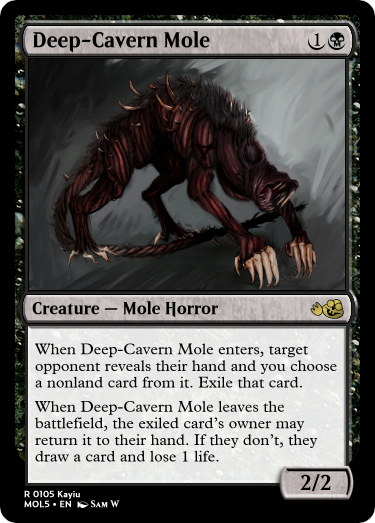 Deep-Cavern Mole 1
Creature — Mole Horror
When Deep-Cavern Mole enters, target
opponent reveals their hand and you choose
a nonland card from it. Exile that card.
When Deep-Cavern Mole leaves the
battlefield, the exiled card's owner may
return it to their hand. If they don't, they
draw a card and lose 1 life.
2/2
R 0105 Kayiu
MOL5 • EN Sam W